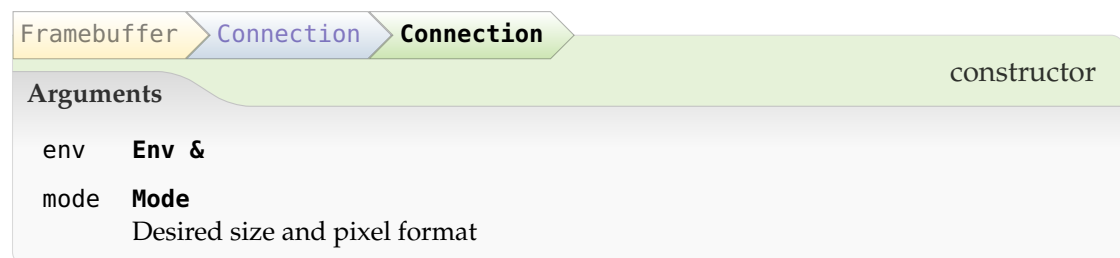 Framebuffer Connection Connection
constructor
Arguments
env Env &
mode Mode
Desired size and pixel format